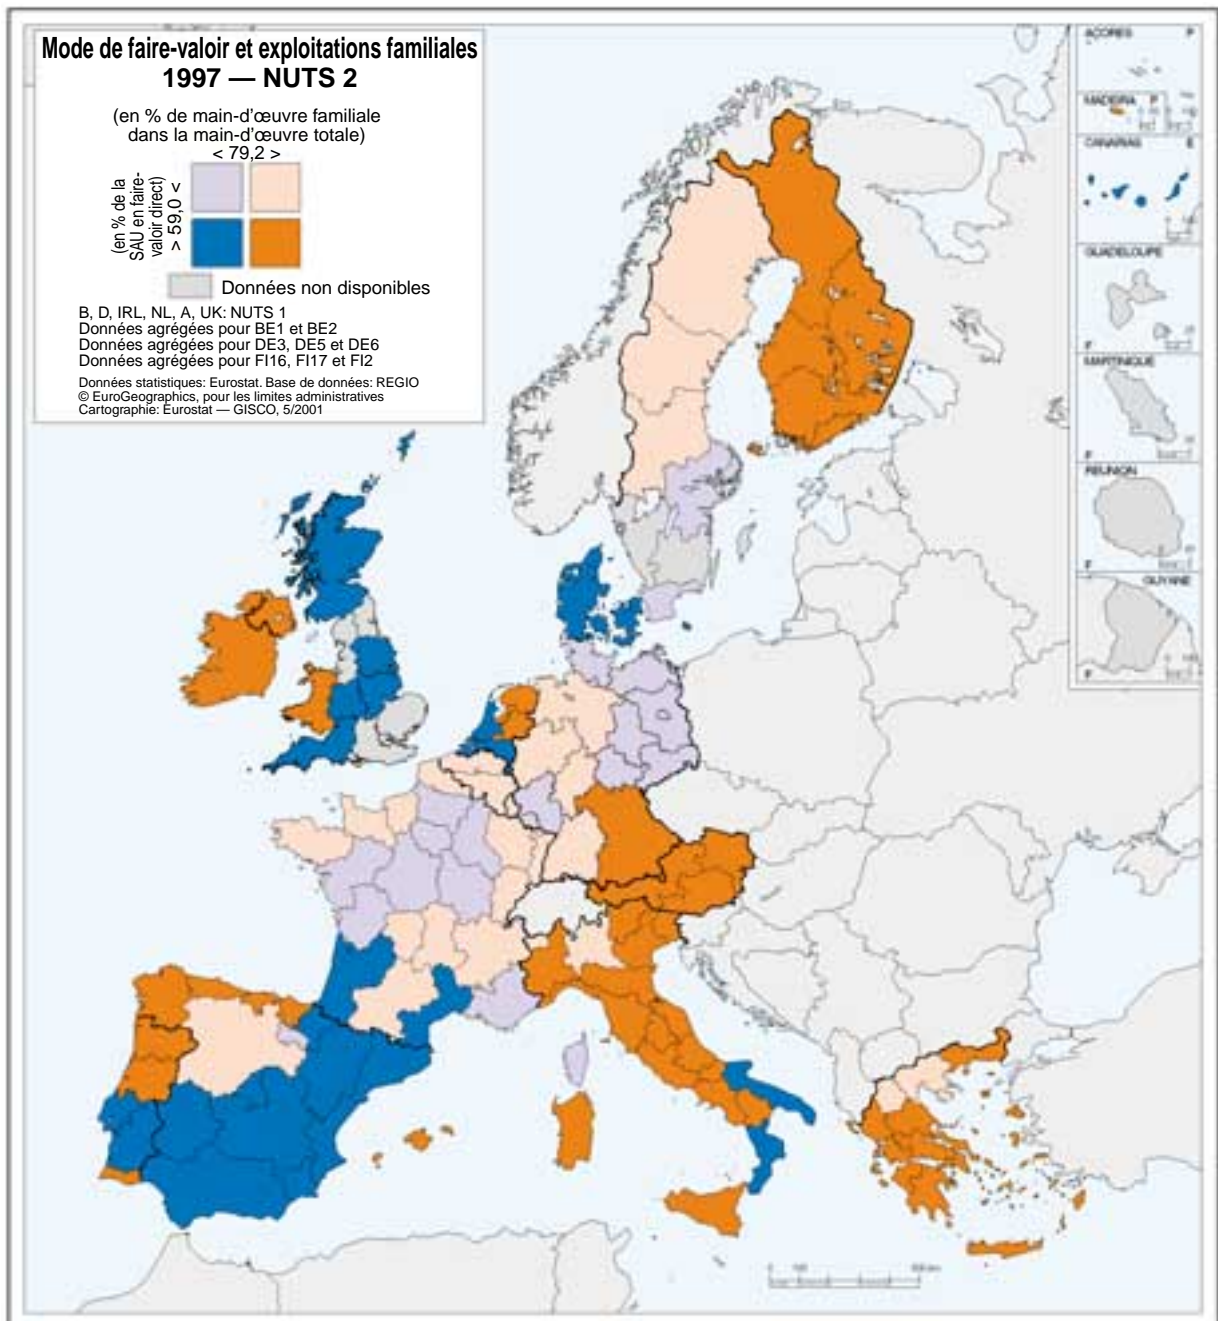 Mode de faire-valoir et exploitations familiales
1997 — NUTS 2
(en % de main-d'œuvre familiale
dans la main-d'œuvre totale)
< 79,2 >
(en % de la
SAU en faire-
valoir direct)
> 59,0 <
Données non disponibles
B, D, IRL, NL, A, UK: NUTS 1
Données agrégées pour BE1 et BE2
Données agrégées pour DE3, DE5 et DE6
Données agrégées pour FI16, FI17 et FI2
Données statistiques: Eurostat. Base de données: REGIO
© EuroGeographics, pour les limites administratives
Cartographie: Eurostat — GISCO, 5/2001
AÇORES P
MADEIRA P
CANARIAS E
GUADELOUPE
F
MARTINIQUE
F
RÉUNION
F
GUYANE
F